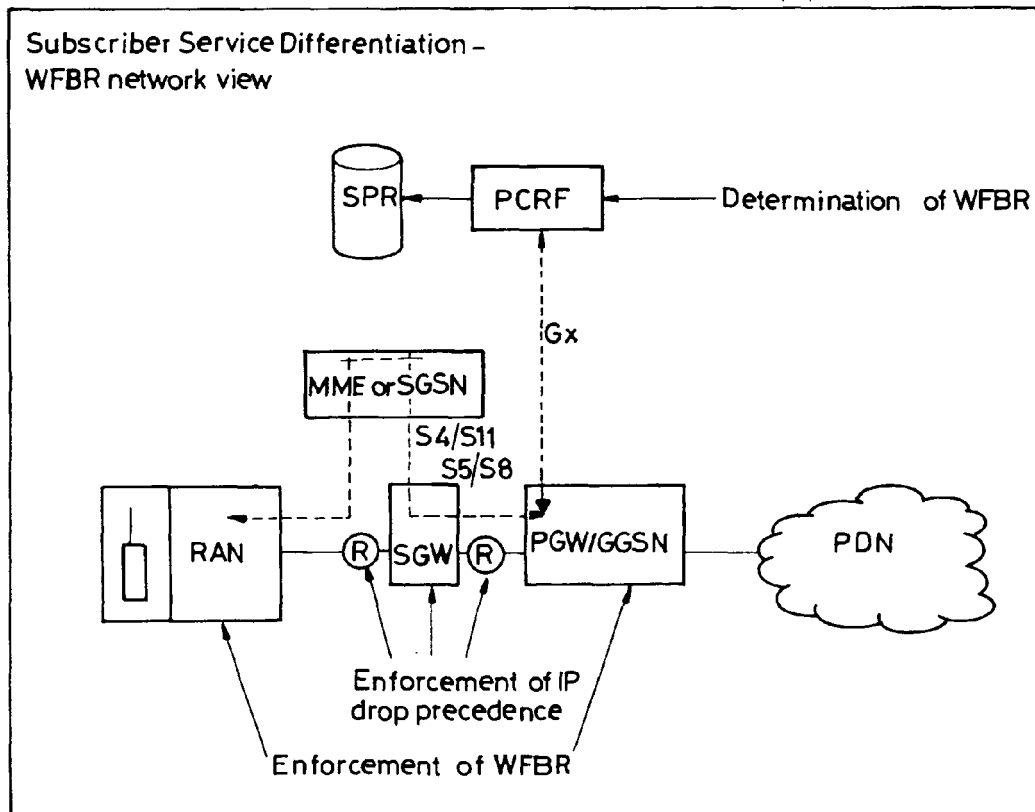 Subscriber Service Differentiation –
WFBR network view
SPR
PCRF
Determination of WFBR
Gx
MME or SGSN
S4/S11
S5/S8
RAN
R
SGW
R
PGW/GGSN
PDN
Enforcement of IP
drop precedence
Enforcement of WFBR